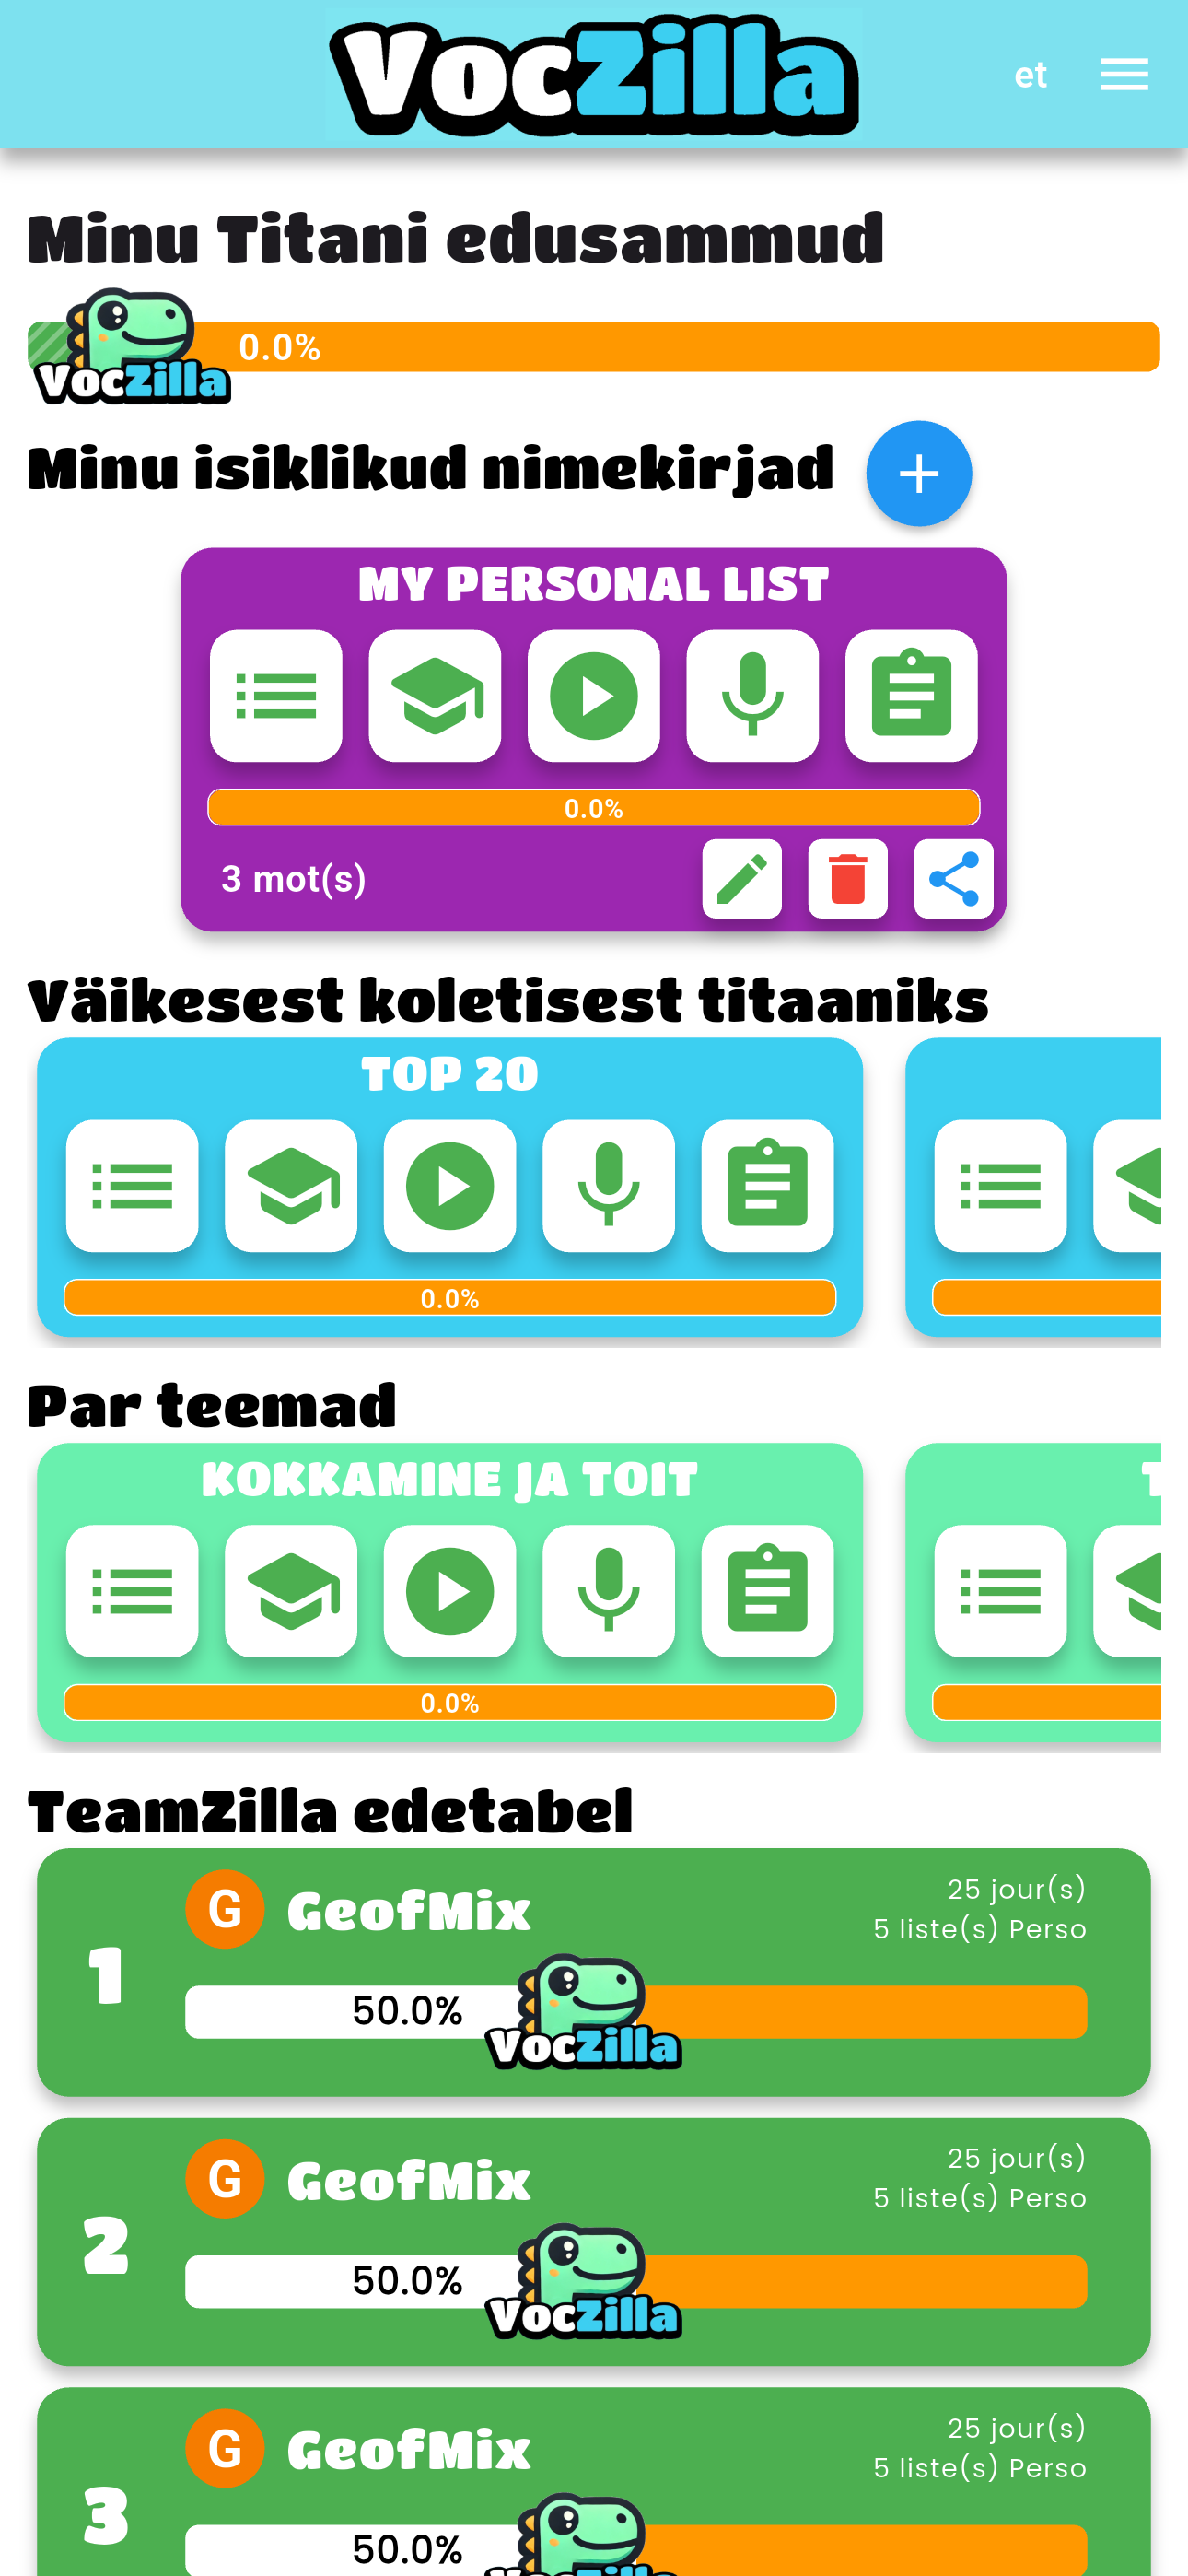 VocZilla
et
Minu Titani edusammud
0.0%
VocZilla
Minu isiklikud nimekirjad
MY PERSONAL LIST
0.0%
3 mot(s)
Väikesest koletisest titaaniks
TOP 20
0.0%
Par teemad
KOKKAMINE JA TOIT
T
0.0%
TeamZilla edetabel
1
G
GeofMix
25 jour(s)
5 liste(s) Perso
50.0%
VocZilla
2
G
GeofMix
25 jour(s)
5 liste(s) Perso
50.0%
VocZilla
3
G
GeofMix
25 jour(s)
5 liste(s) Perso
50.0%